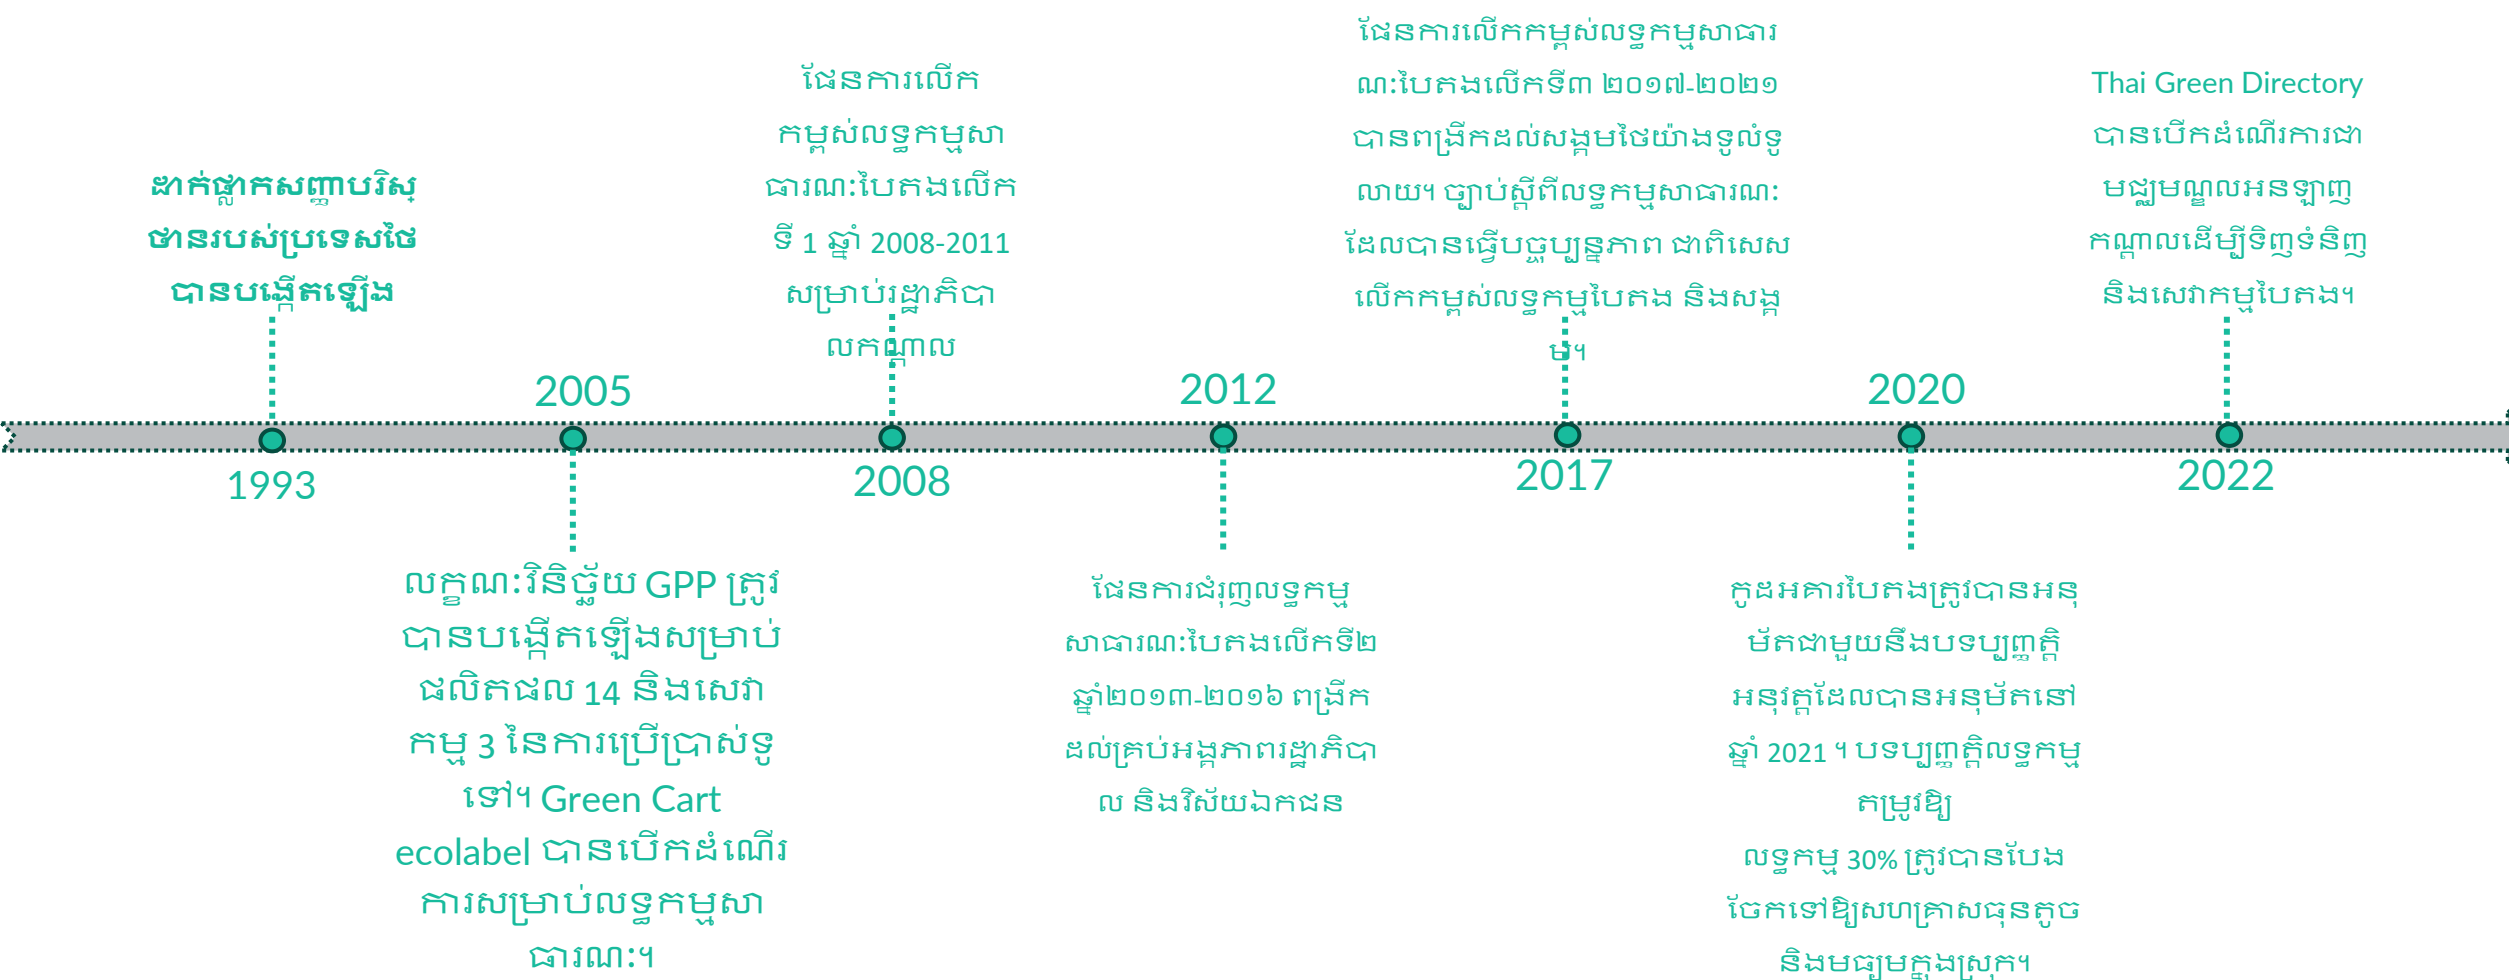 ដាក់ផ្លាកសញ្ញាបរិស្
ថានរបស់ប្រទេសថៃ
បានបង្កើតឡើង
1993
2005
លក្ខណៈវិនិច្ឆ័យ GPP ត្រូវ
បានបង្កើតឡើងសម្រាប់
ផលិតផល 14 និងសេវា
កម្ម 3 នៃការប្រើប្រាស់ទូ
ទៅ។ Green Cart
ecolabel បានបើកដំណើរ
ការសម្រាប់លទ្ធកម្មសា
ធារណៈ។
ផែនការលើក
កម្ពស់លទ្ធកម្មសា
ធារណៈបៃតងលើក
ទី 1 ឆ្នាំ 2008-2011
សម្រាប់រដ្ឋាភិបា
លកណ្តាល
2008
2012
ផែនការជំរុញលទ្ធកម្ម
សាធារណៈបៃតងលើកទី២
ឆ្នាំ២០១៣-២០១៦ ពង្រីក
ដល់គ្រប់អង្គភាពរដ្ឋាភិបា
ល និងវិស័យឯកជន
ផែនការលើកកម្ពស់លទ្ធកម្មសាធារ
ណៈបៃតងលើកទី៣ ២០១៧-២០២១
បានពង្រីកដល់សង្គមថៃយ៉ាងទូលំទូ
លាយ។ ច្បាប់ស្តីពីលទ្ធកម្មសាធារណៈ
ដែលបានធ្វើបច្ចុប្បន្នភាព ជាពិសេស
លើកកម្ពស់លទ្ធកម្មបៃតង និងសង្គ
ម។
2017
2020
កូដអគារបៃតងត្រូវបានអនុ
ម័តជាមួយនឹងបទប្បញ្ញត្តិ
អនុវត្តដែលបានអនុម័តនៅ
ឆ្នាំ 2021 ។ បទប្បញ្ញត្តិលទ្ធកម្ម
តម្រូវឱ្យ
លទ្ធកម្ម 30% ត្រូវបានបែង
ចែកទៅឱ្យសហគ្រាសធុនតូច
និងមធ្យមក្នុងស្រុក។
Thai Green Directory
បានបើកដំណើរការជា
មជ្ឈមណ្ឌលអនឡាញ
កណ្តាលដើម្បីទិញទំនិញ
និងសេវាកម្មបៃតង។
2022